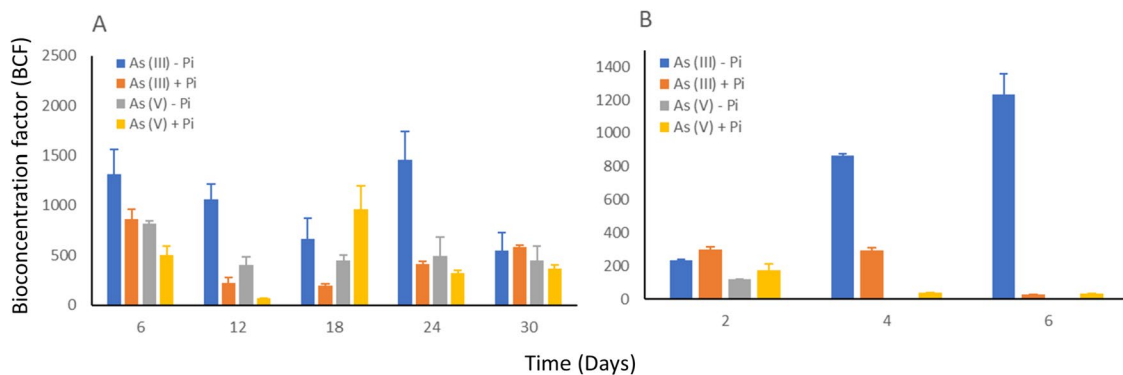 A
Bioconcentration factor (BCF)
2500
2000
1500
1000
500
0
As (III) - Pi
As (III) + Pi
As (V) - Pi
As (V) + Pi
6 12 18 24 30
B
1400
1200
1000
800
600
400
200
0
As (III) - Pi
As (III) + Pi
As (V) - Pi
As (V) + Pi
2 4 6
Time (Days)